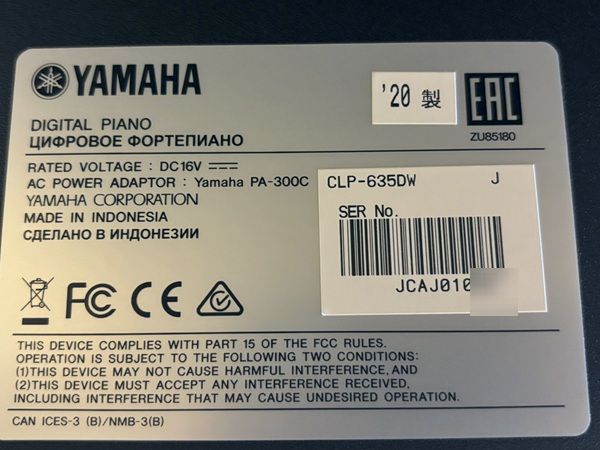 YAMAHA
'20 製
EAC
ZU85180
DIGITAL PIANO
ЦИФРОВОЕ ФОРТЕПИАНО
RATED VOLTAGE : DC16V
AC POWER ADAPTOR : Yamaha PA-300C
YAMAHA CORPORATION
MADE IN INDONESIA
СДЕЛАНО В ИНДОНЕЗИИ
CLP-635DW J
SER No.
JCAJ010
FC CE
THIS DEVICE COMPLIES WITH PART 15 OF THE FCC RULES.
OPERATION IS SUBJECT TO THE FOLLOWING TWO CONDITIONS:
(1)THIS DEVICE MAY NOT CAUSE HARMFUL INTERFERENCE, AND
(2)THIS DEVICE MUST ACCEPT ANY INTERFERENCE RECEIVED,
INCLUDING INTERFERENCE THAT MAY CAUSE UNDESIRED OPERATION.
CAN ICES-3 (B)/NMB-3(B)